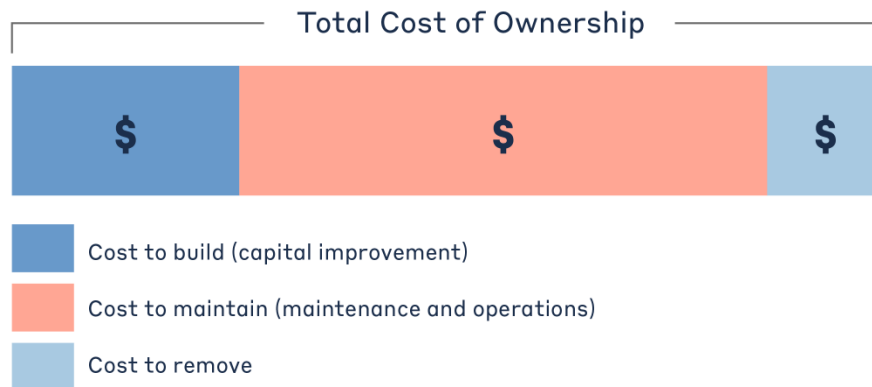 Total Cost of Ownership
$ $ $
Cost to build (capital improvement)
Cost to maintain (maintenance and operations)
Cost to remove